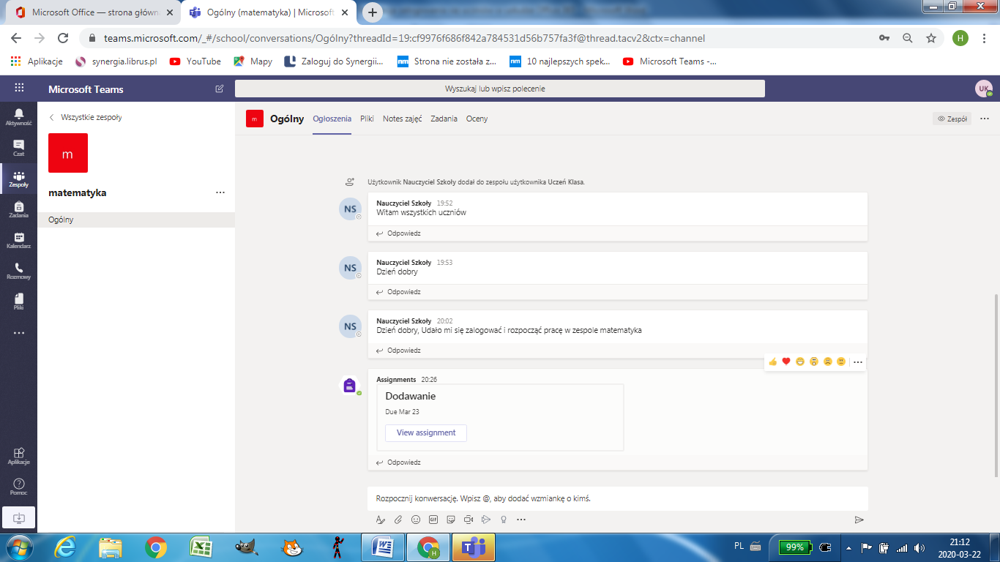 Microsoft Office — strona główn
Ogólny (matematyka) | Microsoft
teams.microsoft.com/_#/school/conversations/Ogólny?threadId=19:cf9976f686f842a784531d56b757fa3f@thread.tacv2&ctx=channel
H
Aplikacje
synergia.librus.pl
YouTube
Mapy
Zaloguj do Synergii...
nm
Strona nie została z...
nm
10 najlepszych spek...
Microsoft Teams -...
Microsoft Teams
Wyszukaj lub wpisz polecenie
UK
Aktywność
Czat
Zespoły
Zadania
Kalendarz
Rozmowy
Pliki
Aplikacje
Pomoc
Wszystkie zespoły
m
matematyka
Ogólny
m
Ogólny
Ogłoszenia
Pliki
Notes zajęć
Zadania
Oceny
Zespół
Użytkownik Nauczyciel Szkoły dodał do zespołu użytkownika Uczeń Klasa.
NS
Nauczyciel Szkoły 19:52
Witam wszystkich uczniów
Odpowiedz
NS
Nauczyciel Szkoły 19:53
Dzień dobry
Odpowiedz
NS
Nauczyciel Szkoły 20:02
Dzień dobry, Udało mi się zalogować i rozpocząć pracę w zespole matematyka
Odpowiedz
Assignments 20:26
Dodawanie
Due Mar 23
View assignment
Odpowiedz
Rozpocznij konwersację. Wpisz @, aby dodać wzmiankę o kimś.
GIF
PL
99%
21:12
2020-03-22